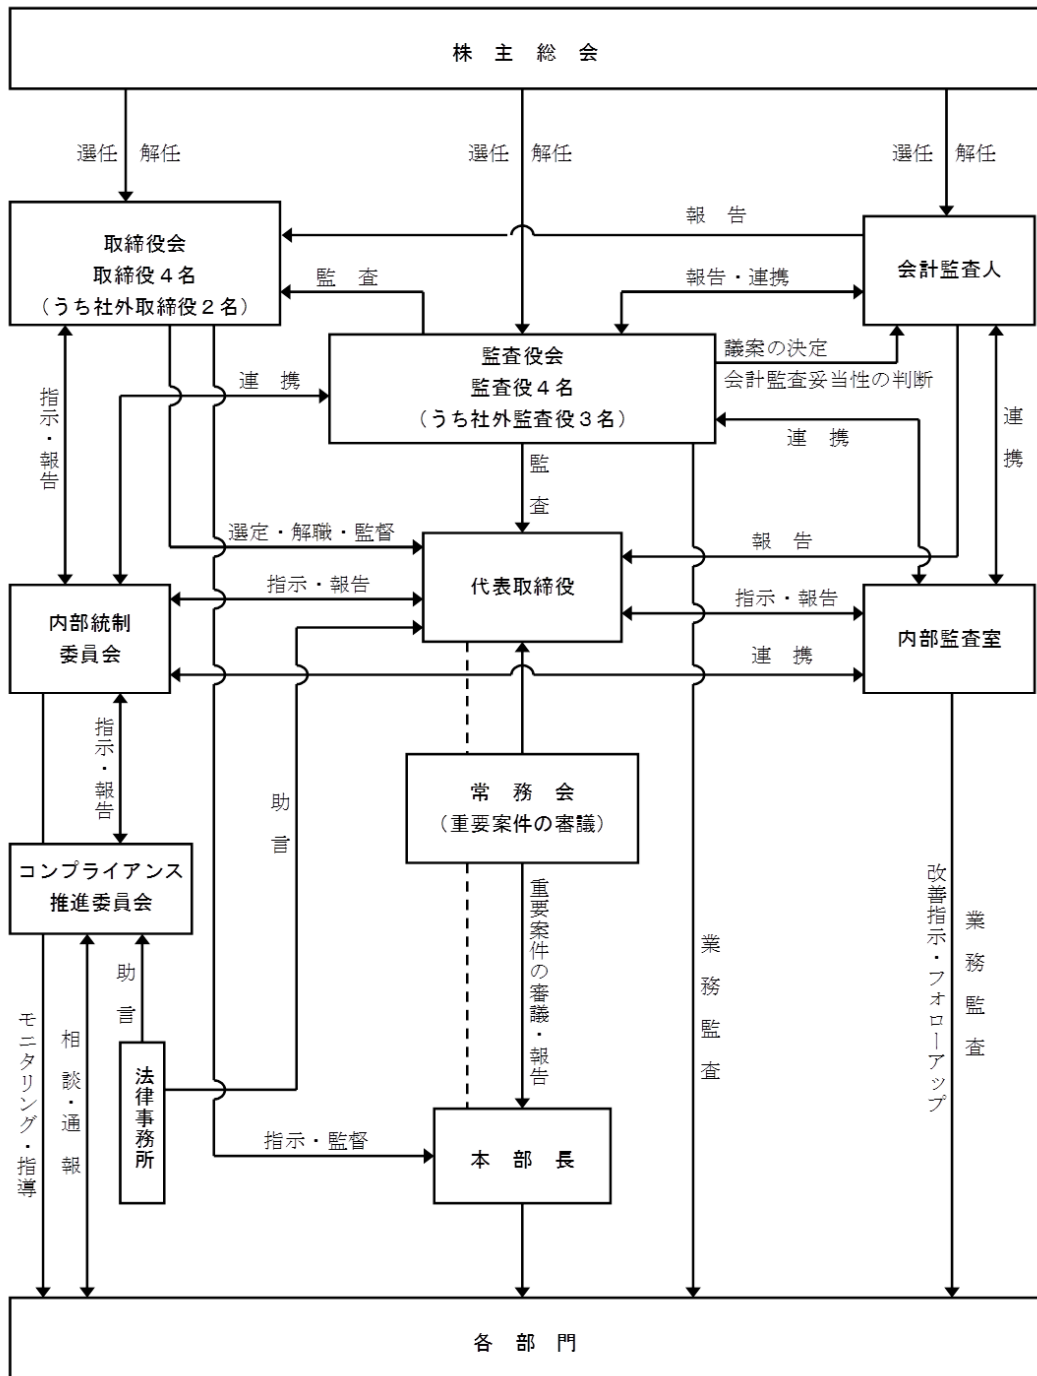 株 主 総 会
選任 解任
選任 解任
選任 解任
取締役会
取締役４名
（うち社外取締役２名）
報 告
会計監査人
監 査
報告・連携
監査役会
監査役４名
（うち社外監査役３名）
議案の決定
会計監査妥当性の判断
連 携
指示・報告
連 携
連 携
監 査
選定・解職・監督
報 告
代表取締役
指示・報告
指示・報告
内部統制
委員会
内部監査室
連 携
指示・報告
常 務 会
（重要案件の審議）
助 言
コンプライアンス
推進委員会
重要案件の審議・報告
業 務 監 査
改善指示・フォローアップ
業 務 監 査
助 言
モニタリング・指導
相 談・通 報
法律事務所
指示・監督
本 部 長
各 部 門